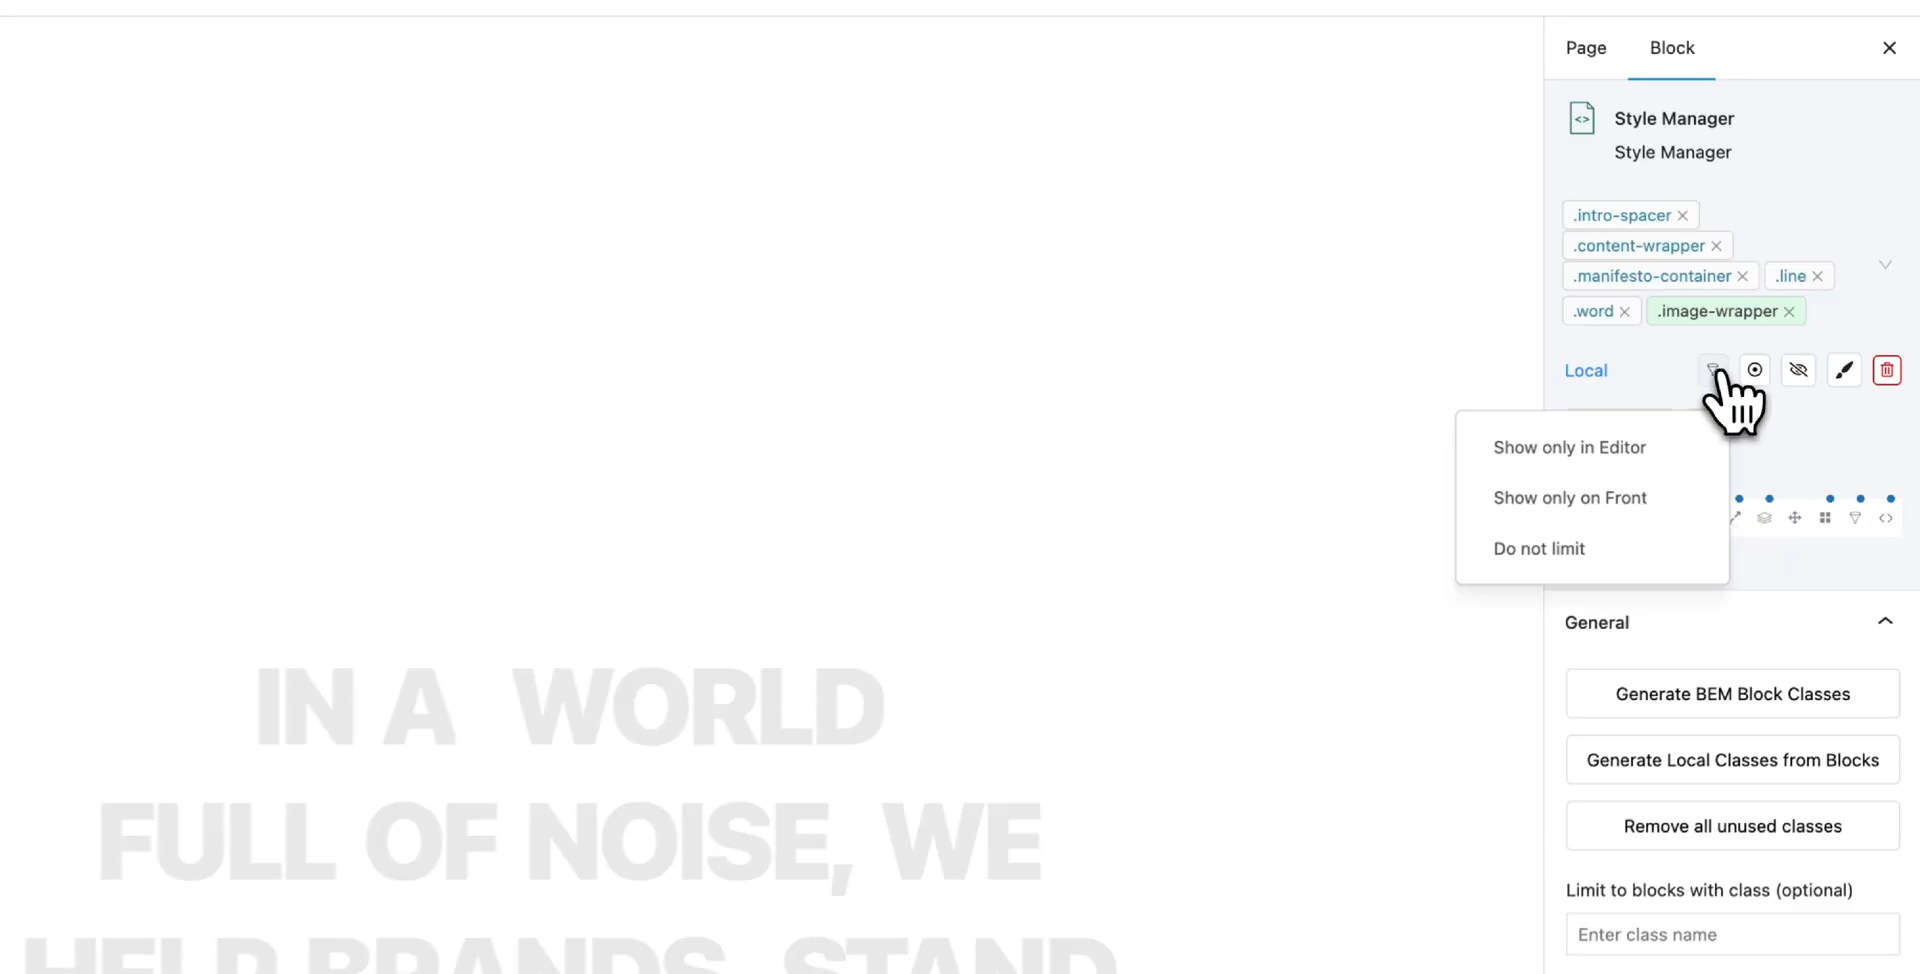 Page Block
Style Manager
Style Manager
.intro-spacer
.content-wrapper
.manifesto-container .line
.word .image-wrapper
Local
Show only in Editor
Show only on Front
Do not limit
General
Generate BEM Block Classes
Generate Local Classes from Blocks
Remove all unused classes
Limit to blocks with class (optional)
Enter class name
IN A WORLD
FULL OF NOISE, WE
HELP BRANDS STAND